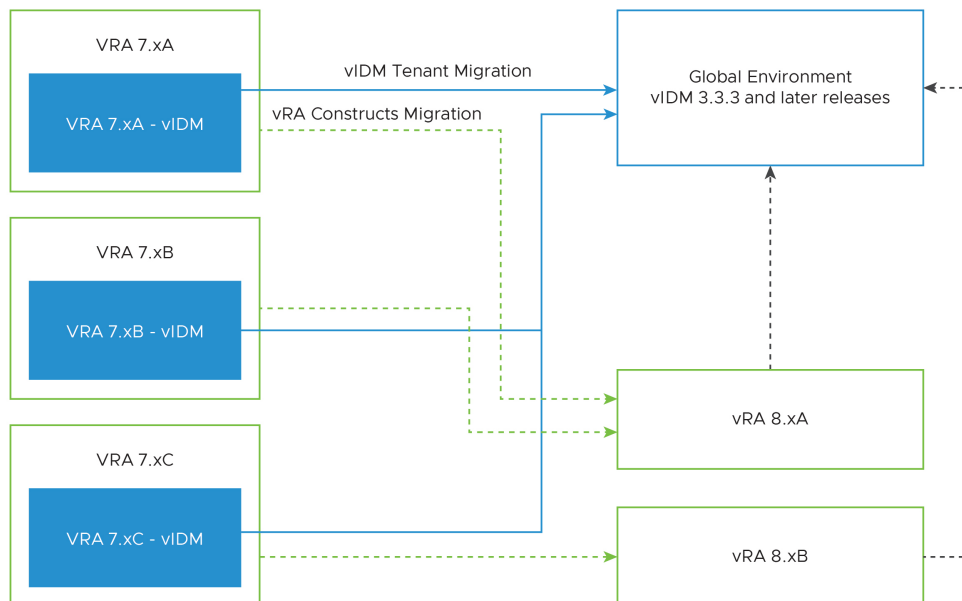 VRA 7.xA
VRA 7.xA - vIDM
vIDM Tenant Migration
vRA Constructs Migration
Global Environment
vIDM 3.3.3 and later releases
VRA 7.xB
VRA 7.xB - vIDM
vRA 8.xA
VRA 7.xC
VRA 7.xC - vIDM
vRA 8.xB